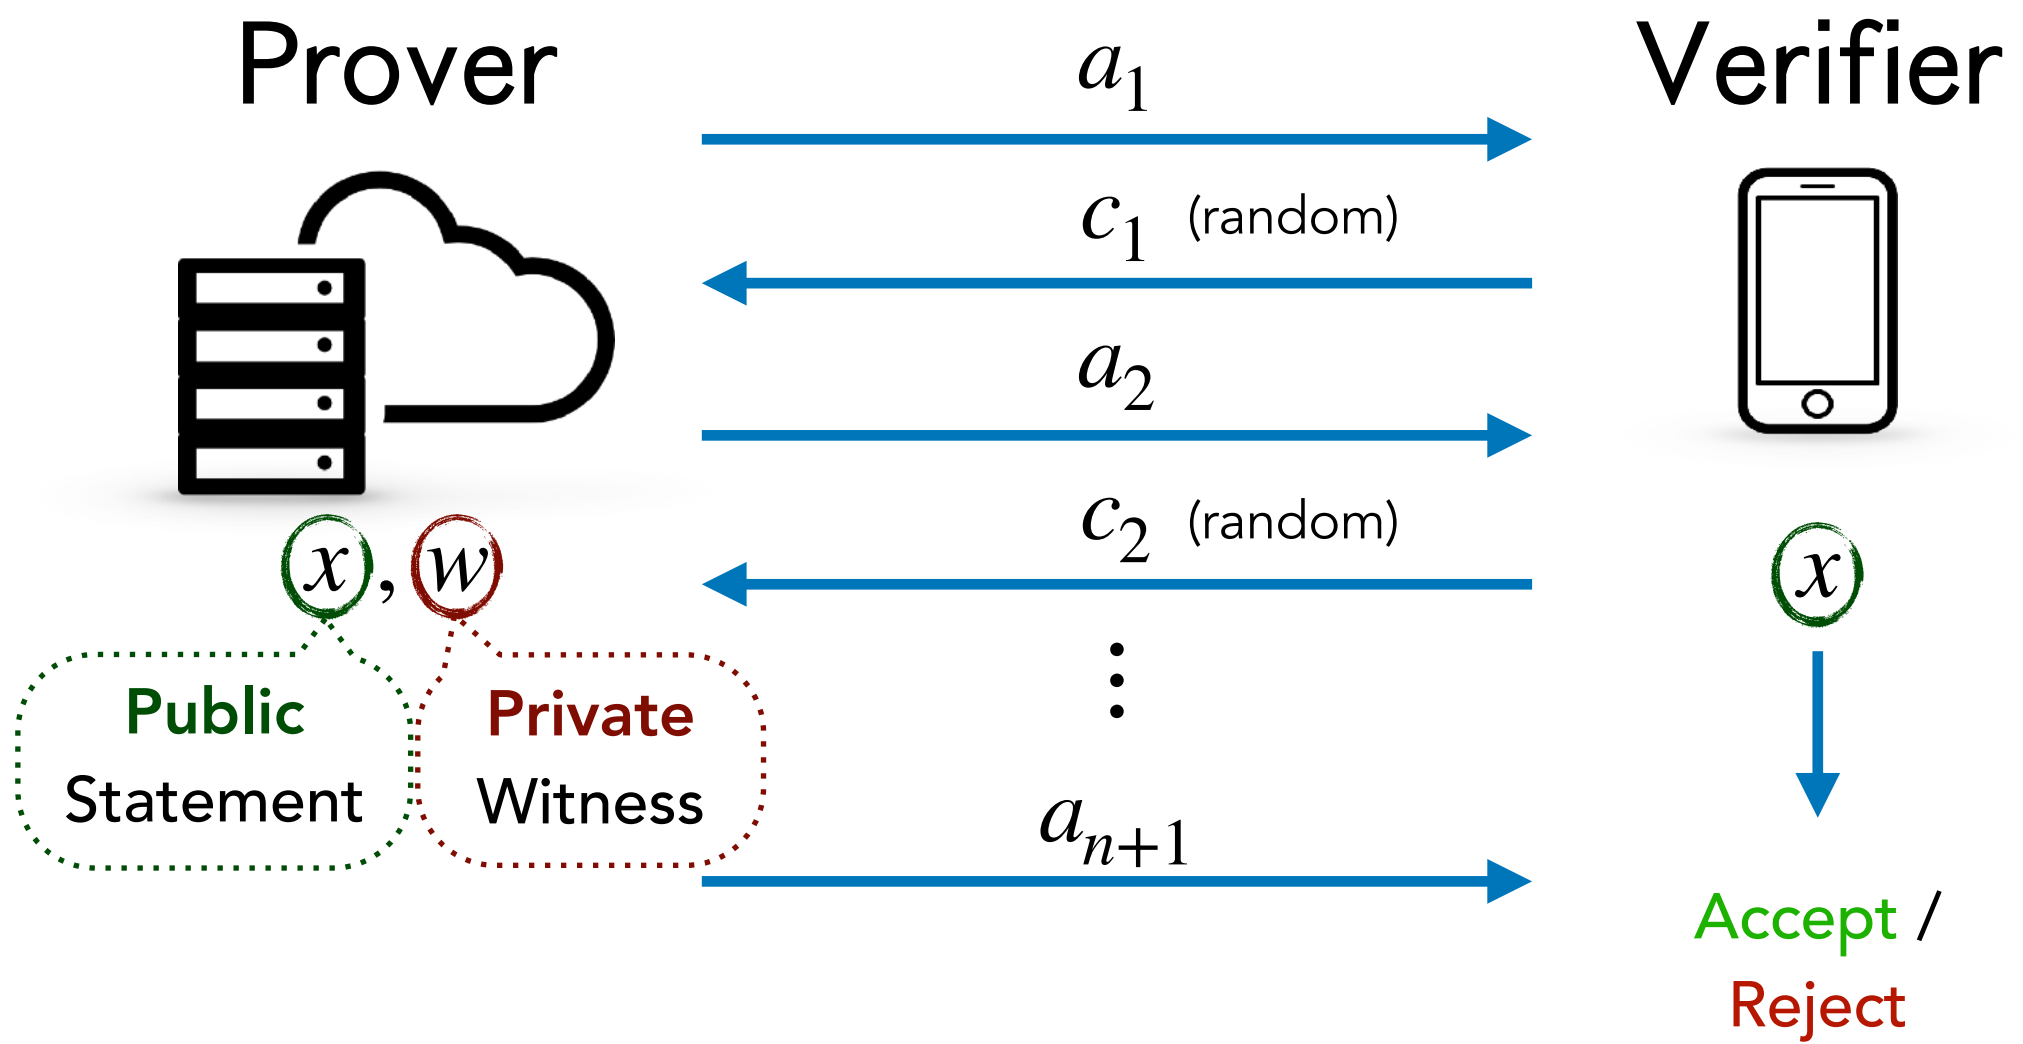 Prover
Verifier
a₁
c₁ (random)
a₂
c₂ (random)
⋮
aₙ₊₁
x, w
Public
Statement
Private
Witness
x
Accept /
Reject